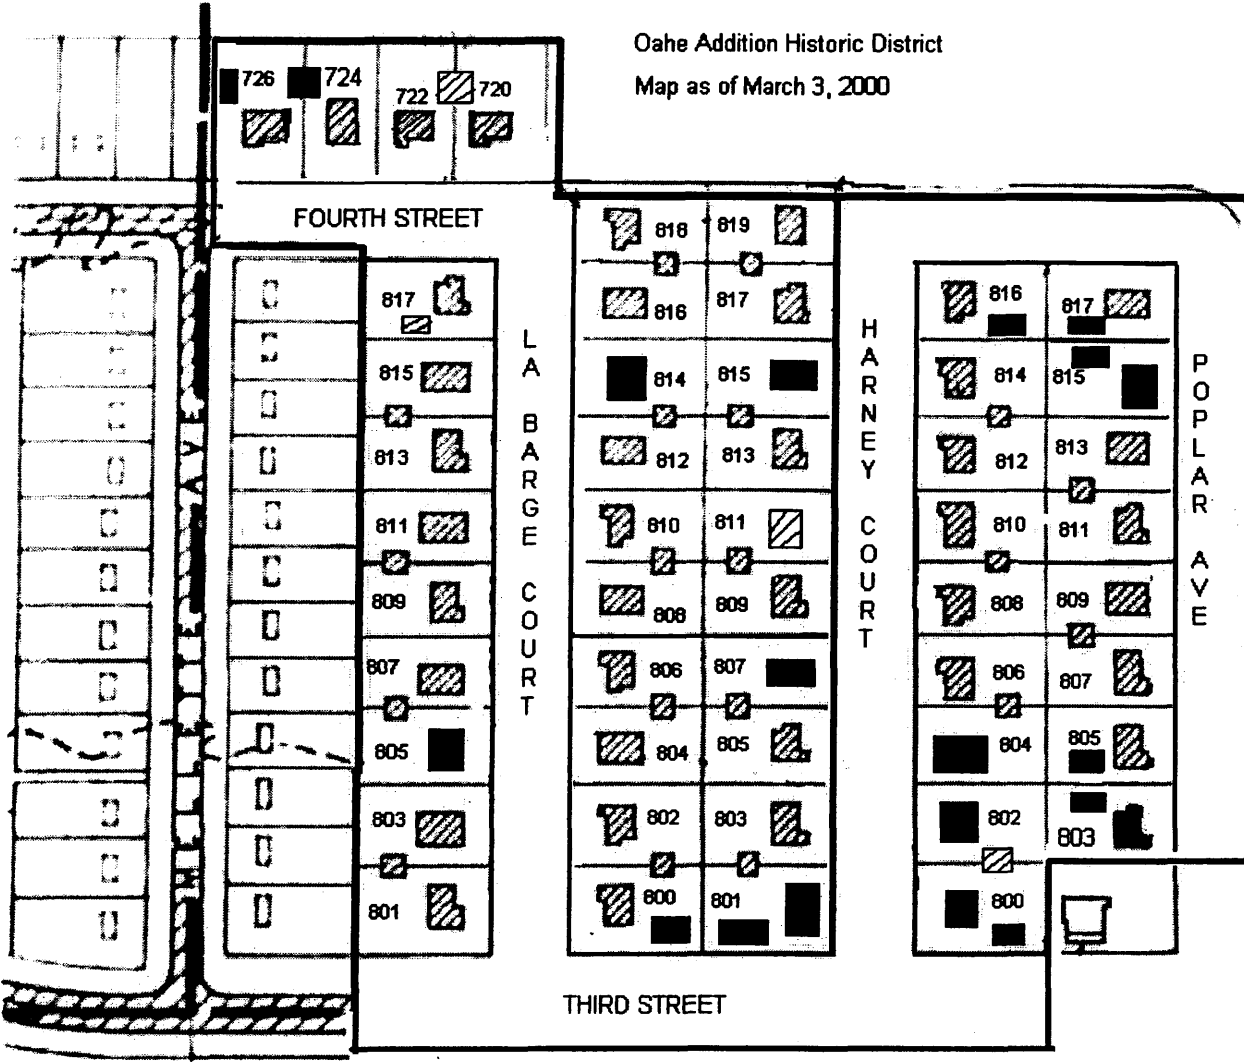 Oahe Addition Historic District
Map as of March 3, 2000
726 724 722 720
FOURTH STREET
818 819
817 816 817 816 817
815 814 815 814 815
813 812 813 812 813
811 810 811 810 811
809 808 809 808 809
807 806 807 806 807
805 804 805 804 805
803 802 803 802 803
801 800 801 800
LA BARGE COURT
HARNEY COURT
POPLAR AVE
AVE
THIRD STREET